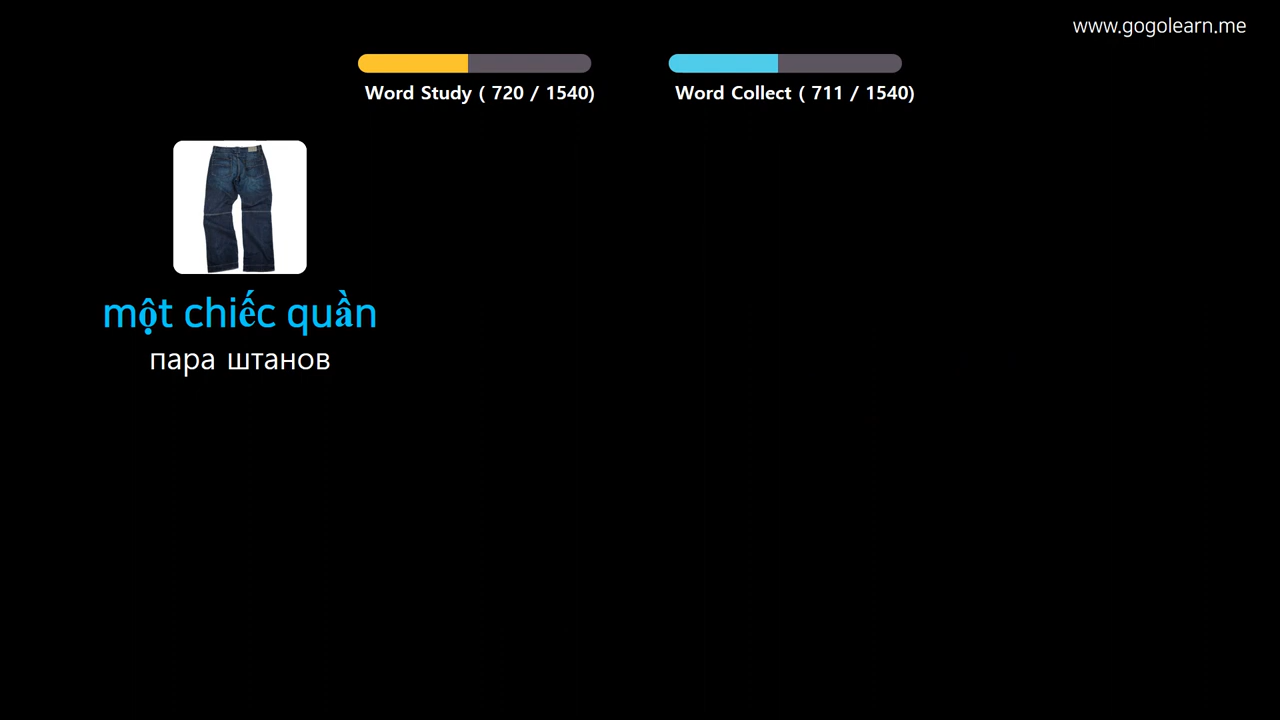 www.gogolearn.me
Word Study ( 720 / 1540)
Word Collect ( 711 / 1540)
một chiếc quần
пара штанов